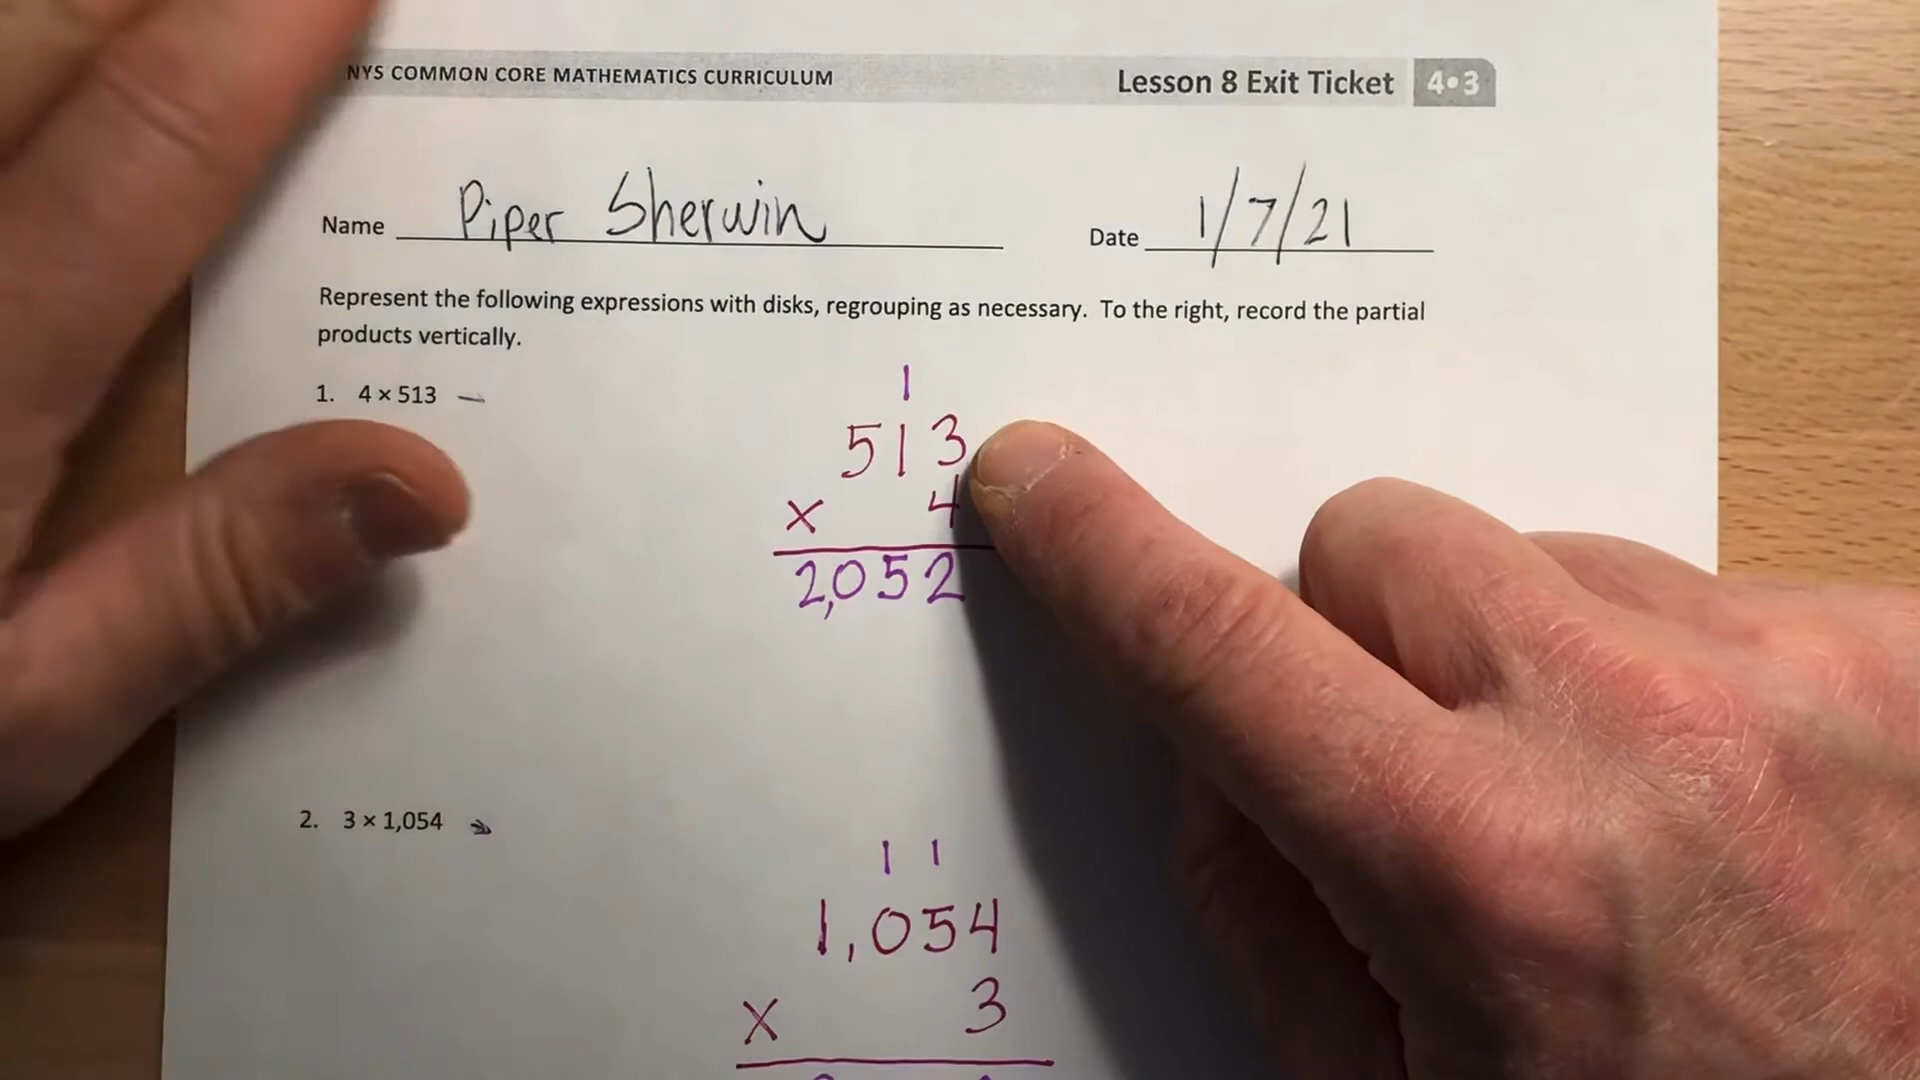 NYS COMMON CORE MATHEMATICS CURRICULUM Lesson 8 Exit Ticket 4•3
Name Piper Sherwin Date 1/7/21
Represent the following expressions with disks, regrouping as necessary. To the right, record the partial
products vertically.
1. 4 × 513
1
513
× 4
2,052
2. 3 × 1,054
1 1
1,054
× 3